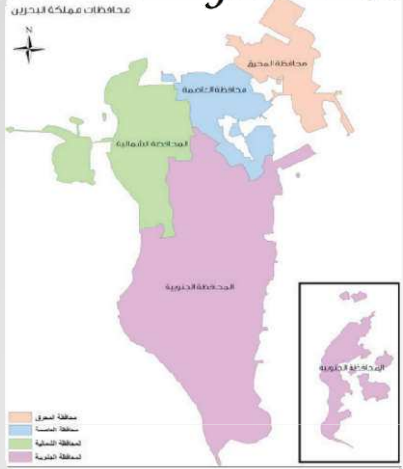 محافظات مملكة البحرين
N
محافظة المحرق
محافظة العاصمة
المحافظة الشمالية
المحافظة الجنوبية
المحافظة الجنوبية
محافظة المحرق
محافظة العاصمة
المحافظة الشمالية
المحافظة الجنوبية